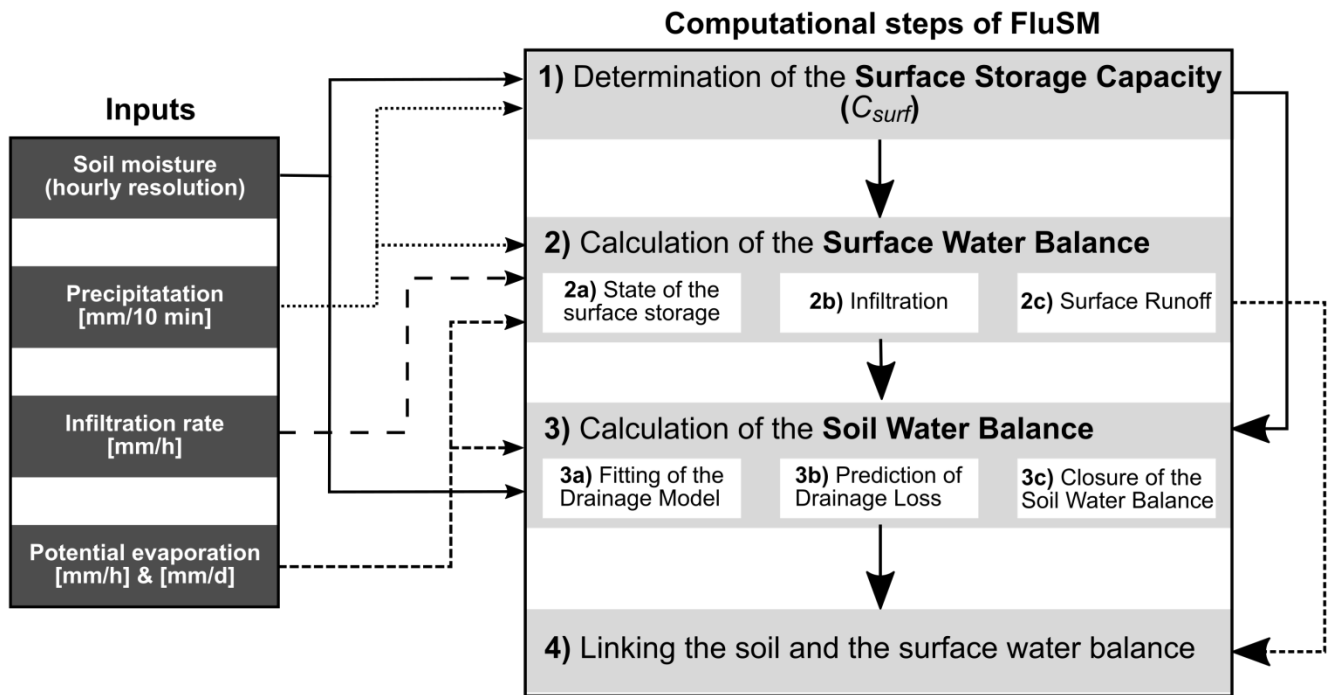 Computational steps of FluSM
Inputs
Soil moisture
(hourly resolution)
Precipitatation
[mm/10 min]
Infiltration rate
[mm/h]
Potential evaporation
[mm/h] & [mm/d]
1) Determination of the Surface Storage Capacity
(Csurf)
2) Calculation of the Surface Water Balance
2a) State of the
surface storage
2b) Infiltration
2c) Surface Runoff
3) Calculation of the Soil Water Balance
3a) Fitting of the
Drainage Model
3b) Prediction of
Drainage Loss
3c) Closure of the
Soil Water Balance
4) Linking the soil and the surface water balance